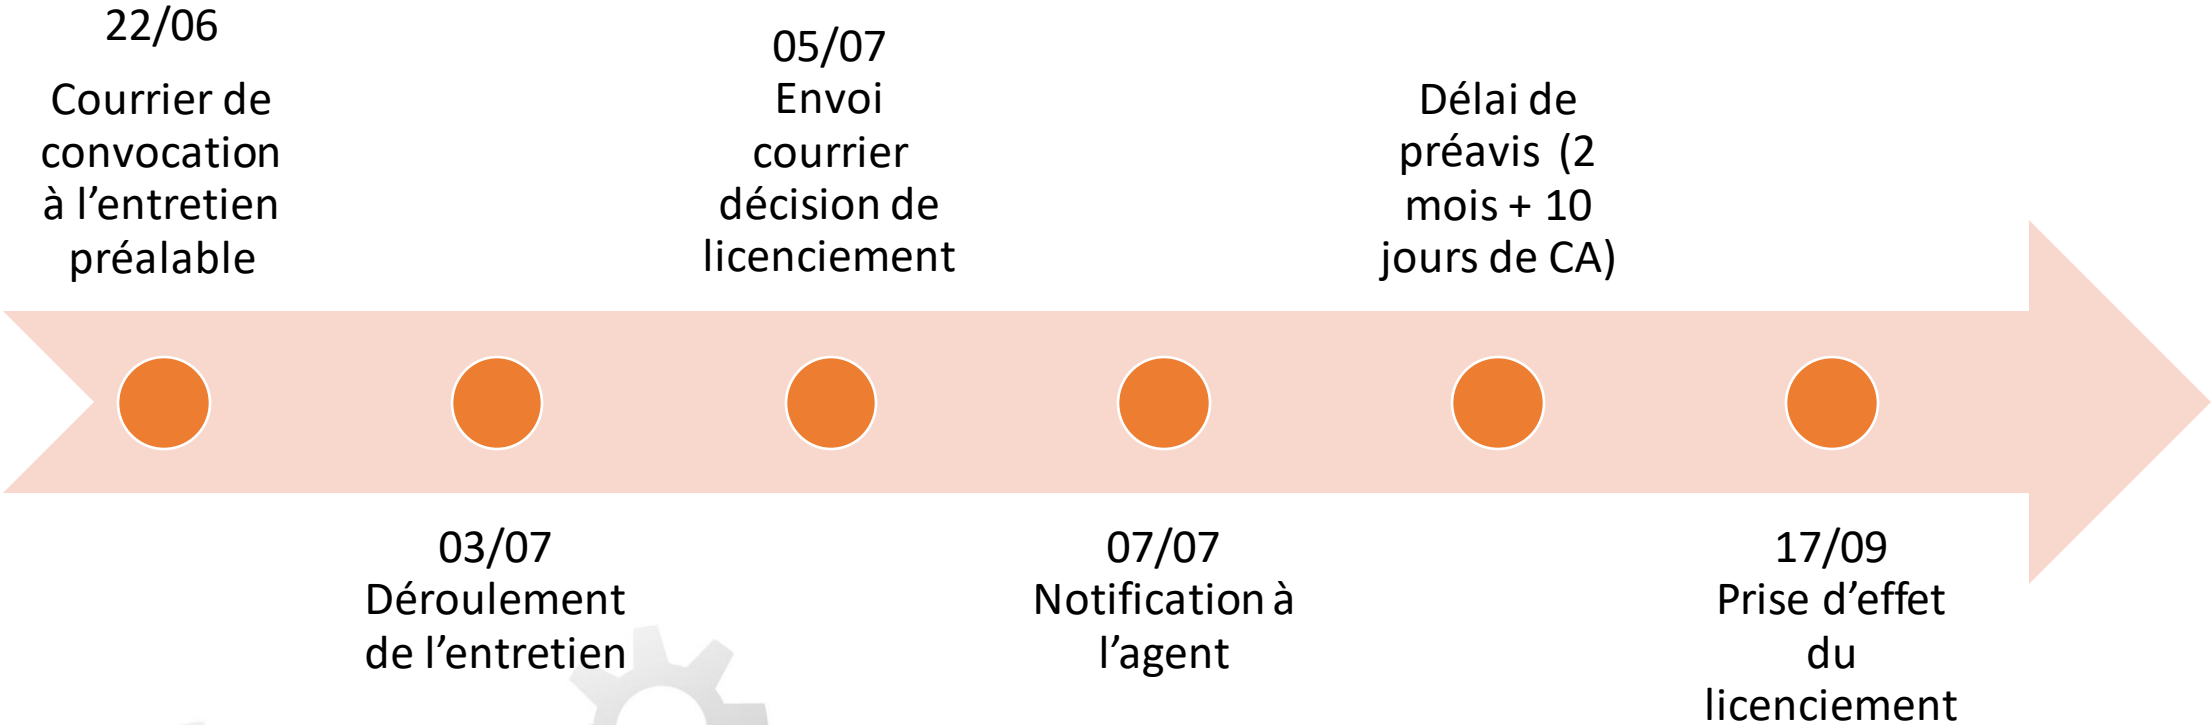 22/06
Courrier de
convocation
à l’entretien
préalable
03/07
Déroulement
de l’entretien
05/07
Envoi
courrier
décision de
licenciement
07/07
Notification à
l’agent
Délai de
préavis (2
mois + 10
jours de CA)
17/09
Prise d’effet
du
licenciement